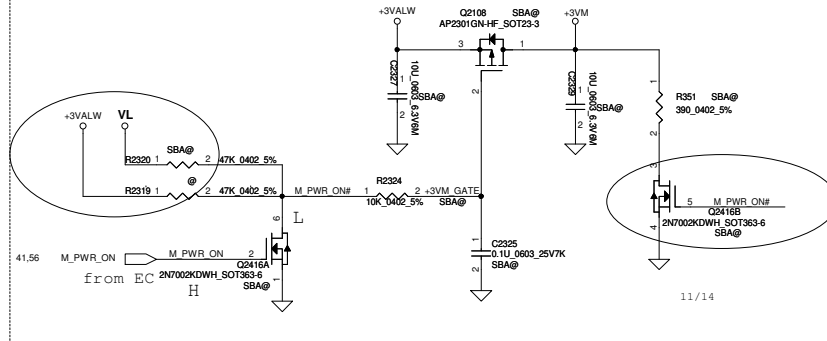 +3VALW
Q2108 SBA@
AP2301GN-HF_SOT23-3
+3VM
3
1
C2327
1
2
10U_0603_6.3V6M
SBA@
2
C2329
1
2
10U_0603_6.3V6M
SBA@
1
R351 SBA@
390_0402_5%
2
+3VALW
VL
SBA@
R2320 1 2 47K_0402_5%
@
R2319 1 2 47K_0402_5%
M_PWR_ON#
R2324
1 2
10K_0402_5%
+3VM_GATE
SBA@
3
5 M_PWR_ON#
Q2416B
2N7002KDWH_SOT363-6
SBA@
4
6
L
41,56 M_PWR_ON
2
Q2416A
2N7002KDWH_SOT363-6
SBA@
1
from EC
H
1
C2325
0.1U_0603_25V7K
SBA@
2
11/14